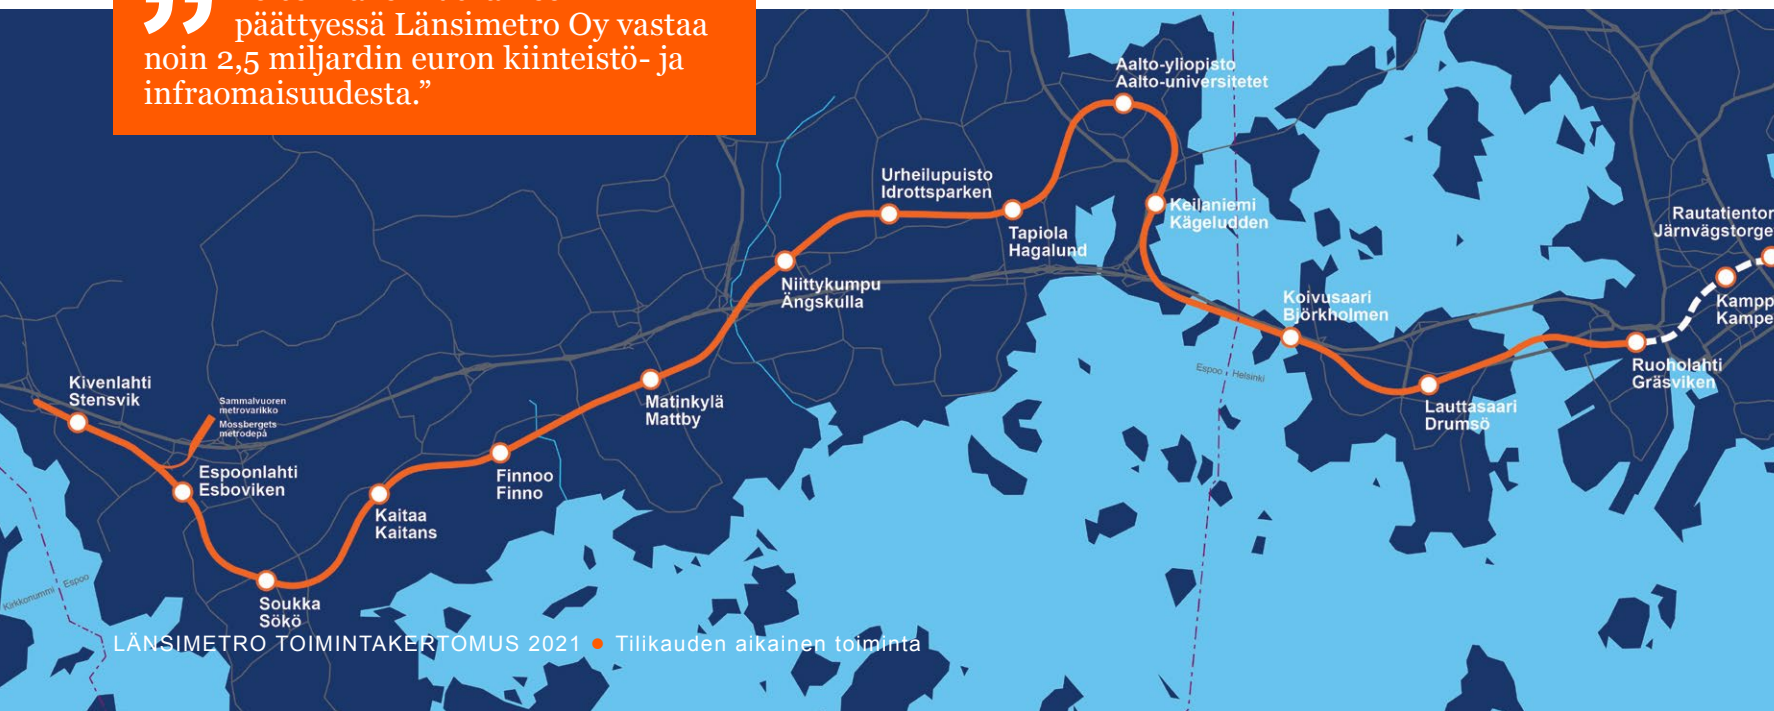 päättyessä Länsimetro Oy vastaa
noin 2,5 miljardin euron kiinteistö- ja
infraomaisuudesta.”
Aalto-yliopisto
Aalto-universitetet
Urheilupuisto
Idrottsparken
Keilaniemi
Kägeludden
Rautatientor
Järnvägstorge
Tapiola
Hagalund
Niittykumpu
Ängskulla
Koivusaari
Björkholmen
Kampp
Kampe
Espoo
Helsinki
Ruoholahti
Gräsviken
Kivenlahti
Stensvik
Sammalvuoren
metrovarikko
Mossbergets
metrodepå
Matinkylä
Mattby
Lauttasaari
Drumsö
Espoonlahti
Esboviken
Finnoo
Finno
Kaitaa
Kaitans
Kirkkonummi
Espoo
Soukka
Sökö
LÄNSIMETRO TOIMINTAKERTOMUS 2021 ● Tilikauden aikainen toiminta